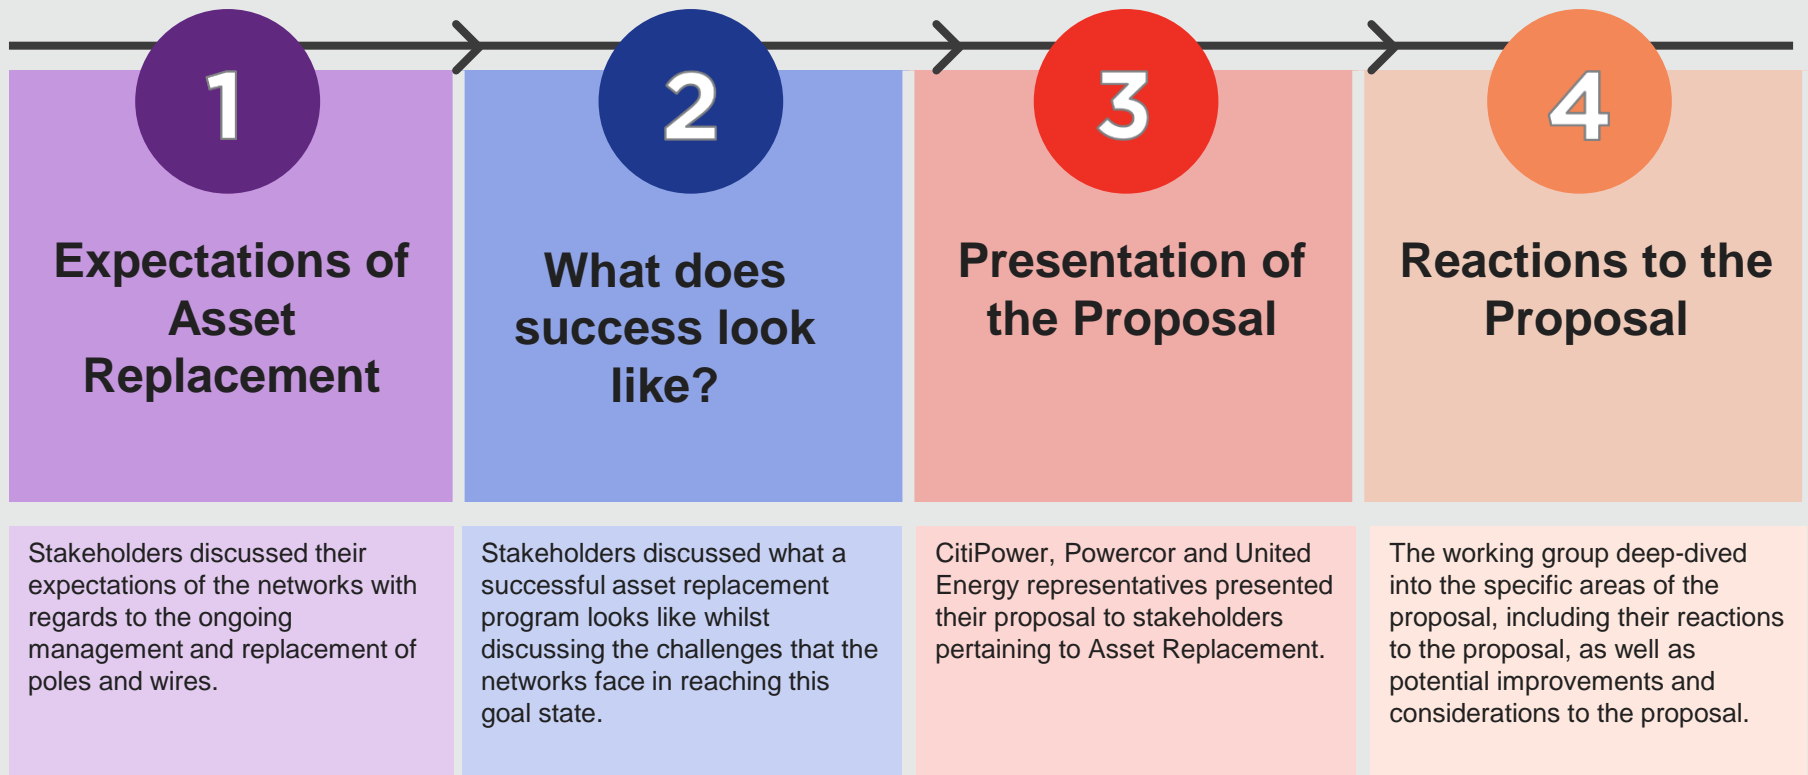 1
Expectations of
Asset
Replacement
Stakeholders discussed their
expectations of the networks with
regards to the ongoing
management and replacement of
poles and wires.
2
What does
success look
like?
Stakeholders discussed what a
successful asset replacement
program looks like whilst
discussing the challenges that the
networks face in reaching this
goal state.
3
Presentation of
the Proposal
CitiPower, Powercor and United
Energy representatives presented
their proposal to stakeholders
pertaining to Asset Replacement.
4
Reactions to the
Proposal
The working group deep-dived
into the specific areas of the
proposal, including their reactions
to the proposal, as well as
potential improvements and
considerations to the proposal.